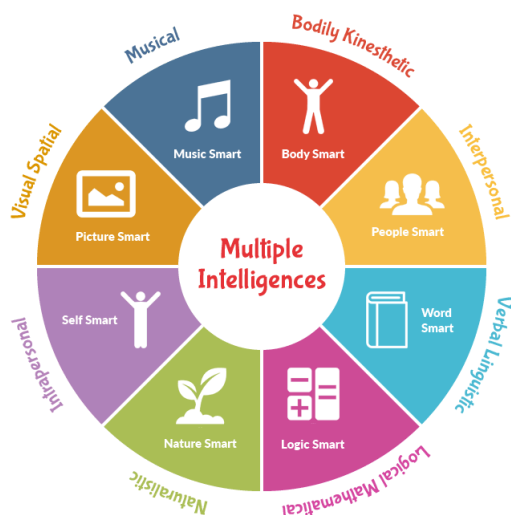 Multiple
Intelligences
Musical
Music Smart
Bodily Kinesthetic
Body Smart
Interpersonal
People Smart
Verbal Linguistic
Word
Smart
Logical Mathematical
Logic Smart
Naturalistic
Nature Smart
Intrapersonal
Self Smart
Visual Spatial
Picture Smart